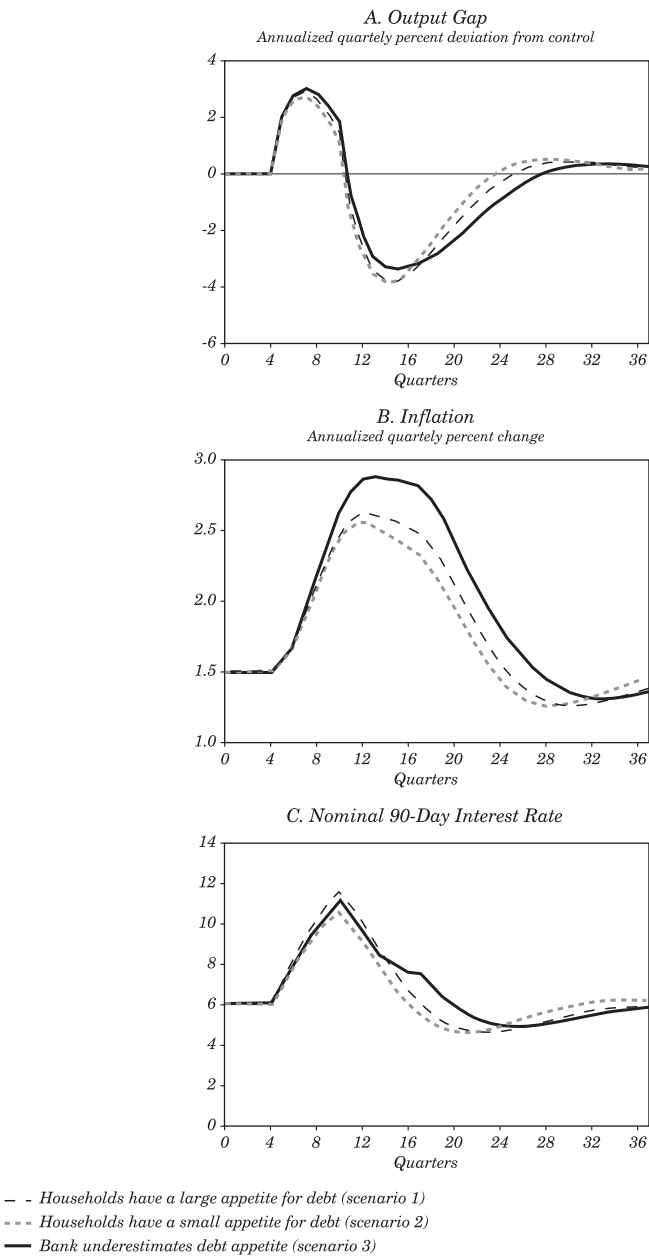 A. Output Gap
Annualized quartely percent deviation from control
4
2
0
-2
-4
-6
0 4 8 12 16 20 24 28 32 36
Quarters
B. Inflation
Annualized quartely percent change
3.0
2.5
2.0
1.5
1.0
0 4 8 12 16 20 24 28 32 36
Quarters
C. Nominal 90-Day Interest Rate
14
12
10
8
6
4
2
0
0 4 8 12 16 20 24 28 32 36
Quarters
Households have a large appetite for debt (scenario 1)
Households have a small appetite for debt (scenario 2)
Bank underestimates debt appetite (scenario 3)